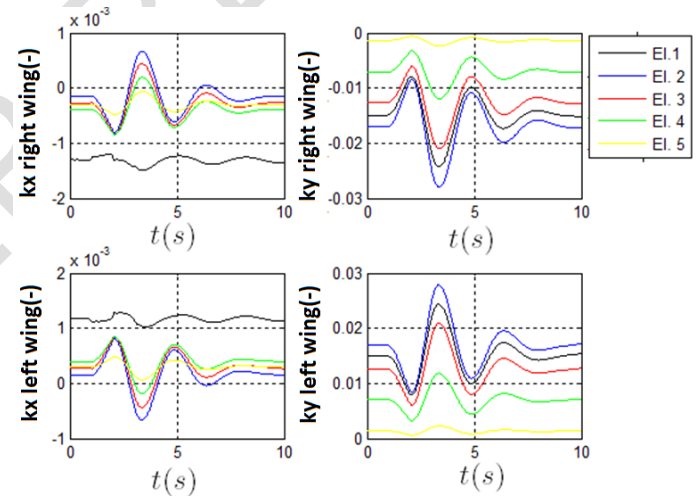 x 10⁻³
1
0
-1
-2
0
5
10
kx right wing(-)
t(s)
0
-0.01
-0.02
-0.03
0
5
10
ky right wing(-)
t(s)
El.1
El. 2
El. 3
El. 4
El. 5
x 10⁻³
2
1
0
-1
0
5
10
kx left wing(-)
t(s)
0.03
0.02
0.01
0
0
5
10
ky left wing(-)
t(s)